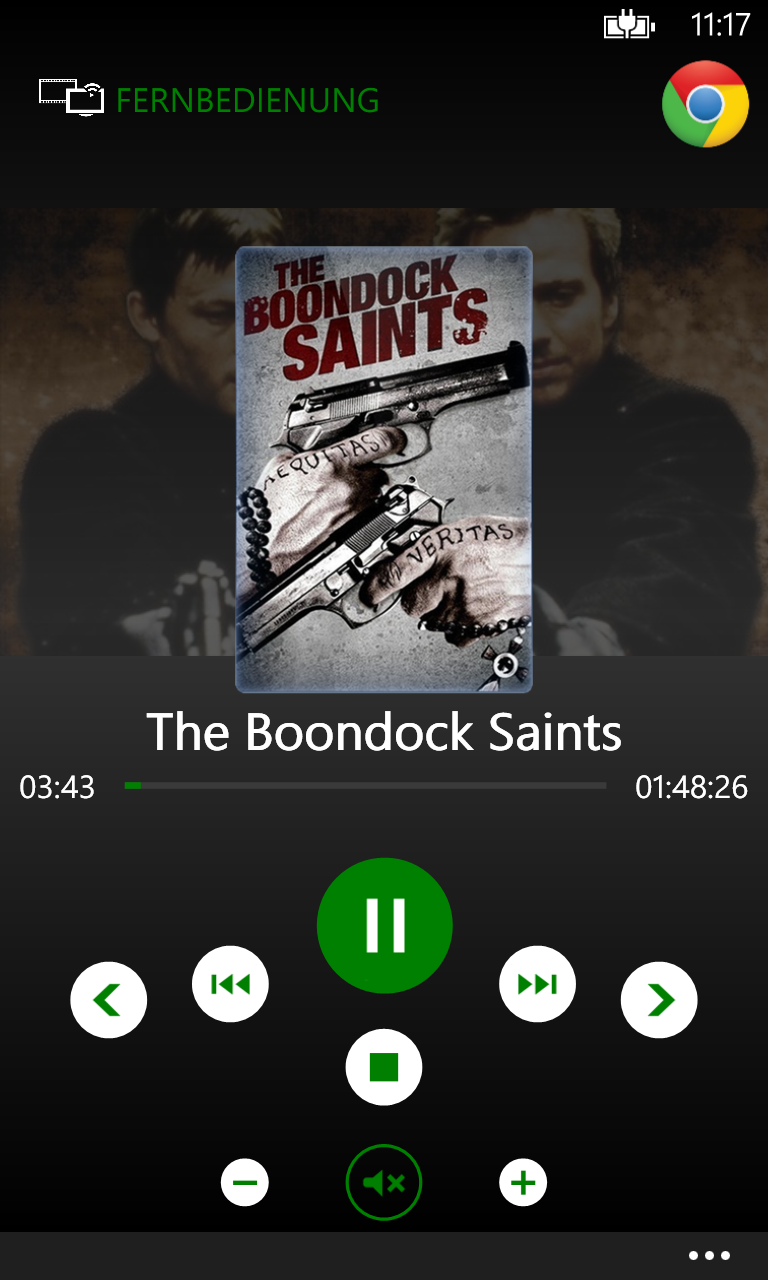 11:17
FERNBEDIENUNG
THE
BOONDOCK
SAINTS
AEQUITAS
VERITAS
The Boondock Saints
03:43
01:48:26